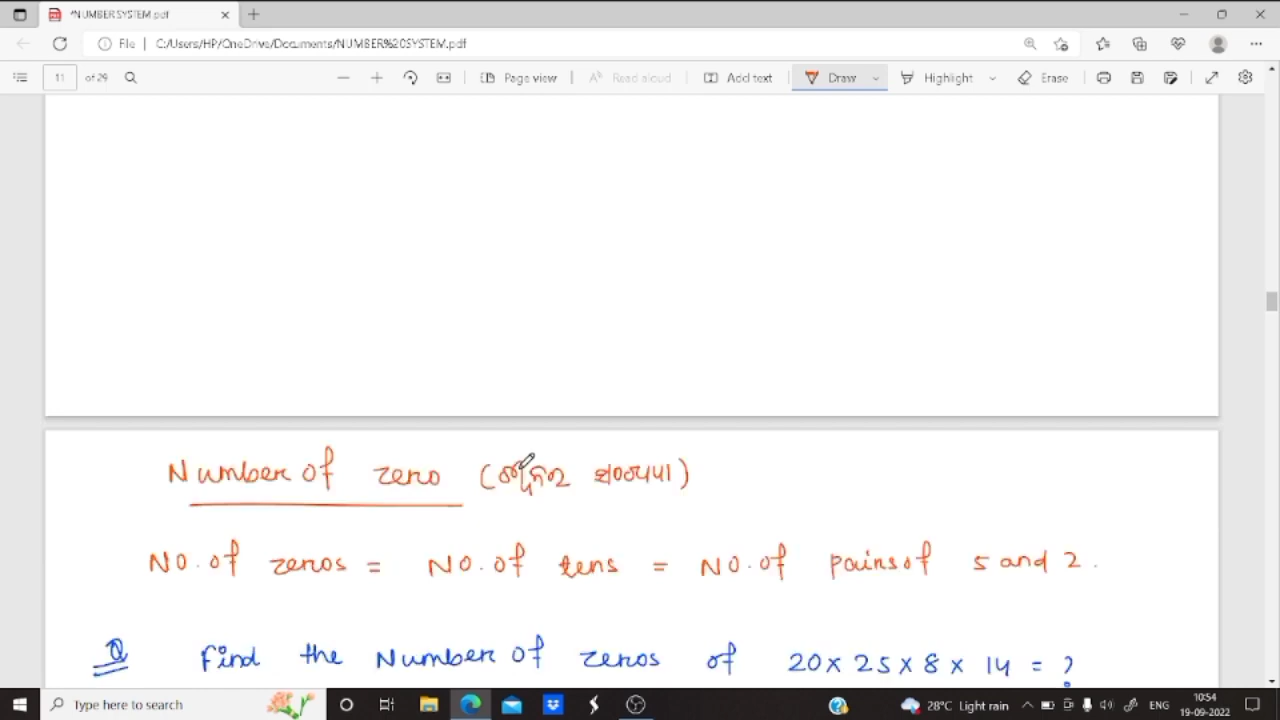 *NUMBER SYSTEM.pdf
File C:/Users/HP/OneDrive/Documents/NUMBER%20SYSTEM.pdf
11 of 29 Page view Read aloud Add text Draw Highlight Erase
Number of zero
No. of zeros = No. of tens = No. of pairs of 5 and 2.
Q Find the Number of zeros of 20 × 25 × 8 × 14 = ?
Type here to search 28°C Light rain ENG 10:54
19-09-2022